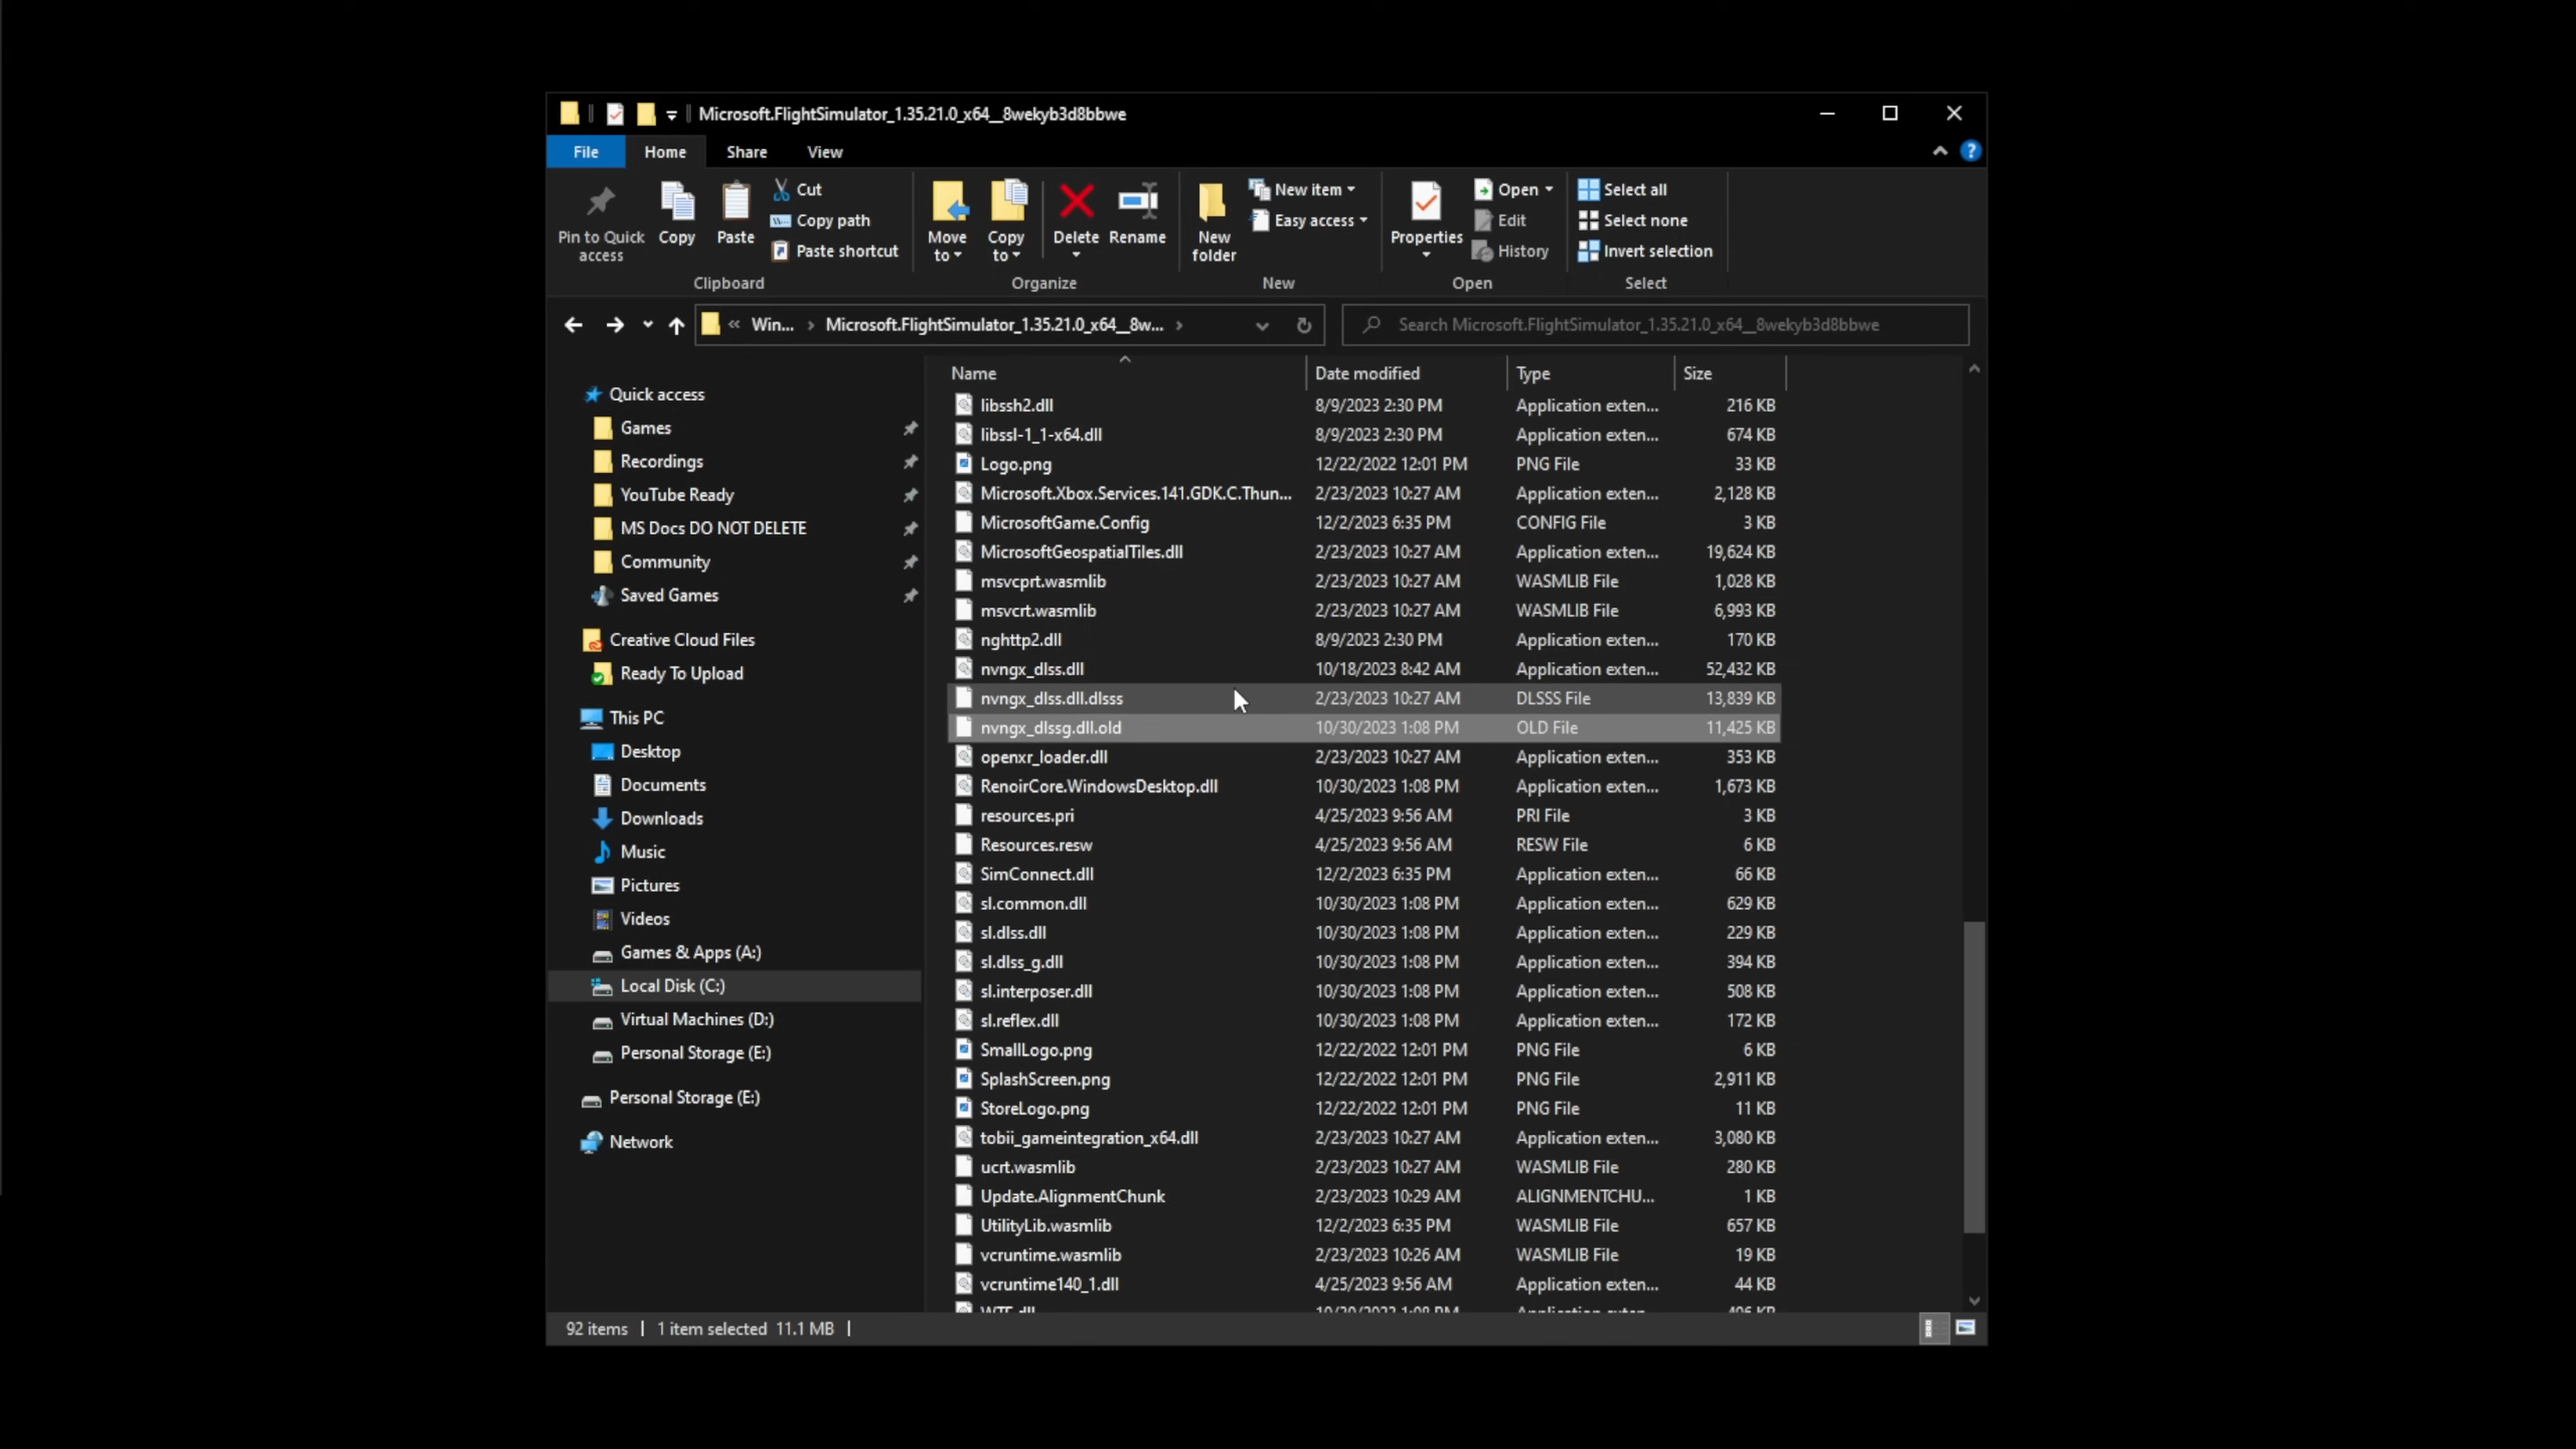 Microsoft.FlightSimulator_1.35.21.0_x64__8wekyb3d8bbwe
File Home Share View
Pin to Quick access
Copy
Paste
Cut
Copy path
Paste shortcut
Clipboard
Move to
Copy to
Delete
Rename
Organize
New folder
New item
Easy access
New
Properties
Open
Edit
History
Open
Select all
Select none
Invert selection
Select
« Win... > Microsoft.FlightSimulator_1.35.21.0_x64__8w... >
Search Microsoft.FlightSimulator_1.35.21.0_x64__8wekyb3d8bbwe
Quick access
Games
Recordings
YouTube Ready
MS Docs DO NOT DELETE
Community
Saved Games
Creative Cloud Files
Ready To Upload
This PC
Desktop
Documents
Downloads
Music
Pictures
Videos
Games & Apps (A:)
Local Disk (C:)
Virtual Machines (D:)
Personal Storage (E:)
Personal Storage (E:)
Network
Name Date modified Type Size
libssh2.dll 8/9/2023 2:30 PM Application exten... 216 KB
libssl-1_1-x64.dll 8/9/2023 2:30 PM Application exten... 674 KB
Logo.png 12/22/2022 12:01 PM PNG File 33 KB
Microsoft.Xbox.Services.141.GDK.C.Thun... 2/23/2023 10:27 AM Application exten... 2,128 KB
MicrosoftGame.Config 12/2/2023 6:35 PM CONFIG File 3 KB
MicrosoftGeospatialTiles.dll 2/23/2023 10:27 AM Application exten... 19,624 KB
msvcprt.wasmlib 2/23/2023 10:27 AM WASMLIB File 1,028 KB
msvcrt.wasmlib 2/23/2023 10:27 AM WASMLIB File 6,993 KB
nghttp2.dll 8/9/2023 2:30 PM Application exten... 170 KB
nvngx_dlss.dll 10/18/2023 8:42 AM Application exten... 52,432 KB
nvngx_dlss.dll.dlsss 2/23/2023 10:27 AM DLSSS File 13,839 KB
nvngx_dlssg.dll.old 10/30/2023 1:08 PM OLD File 11,425 KB
openxr_loader.dll 2/23/2023 10:27 AM Application exten... 353 KB
RenoirCore.WindowsDesktop.dll 10/30/2023 1:08 PM Application exten... 1,673 KB
resources.pri 4/25/2023 9:56 AM PRI File 3 KB
Resources.resw 4/25/2023 9:56 AM RESW File 6 KB
SimConnect.dll 12/2/2023 6:35 PM Application exten... 66 KB
sl.common.dll 10/30/2023 1:08 PM Application exten... 629 KB
sl.dlss.dll 10/30/2023 1:08 PM Application exten... 229 KB
sl.dlss_g.dll 10/30/2023 1:08 PM Application exten... 394 KB
sl.interposer.dll 10/30/2023 1:08 PM Application exten... 508 KB
sl.reflex.dll 10/30/2023 1:08 PM Application exten... 172 KB
SmallLogo.png 12/22/2022 12:01 PM PNG File 6 KB
SplashScreen.png 12/22/2022 12:01 PM PNG File 2,911 KB
StoreLogo.png 12/22/2022 12:01 PM PNG File 11 KB
tobii_gameintegration_x64.dll 2/23/2023 10:27 AM Application exten... 3,080 KB
ucrt.wasmlib 2/23/2023 10:27 AM WASMLIB File 280 KB
Update.AlignmentChunk 2/23/2023 10:29 AM ALIGNMENTCHU... 1 KB
UtilityLib.wasmlib 12/2/2023 6:35 PM WASMLIB File 657 KB
vcruntime.wasmlib 2/23/2023 10:26 AM WASMLIB File 19 KB
vcruntime140_1.dll 4/25/2023 9:56 AM Application exten... 44 KB
92 items 1 item selected 11.1 MB